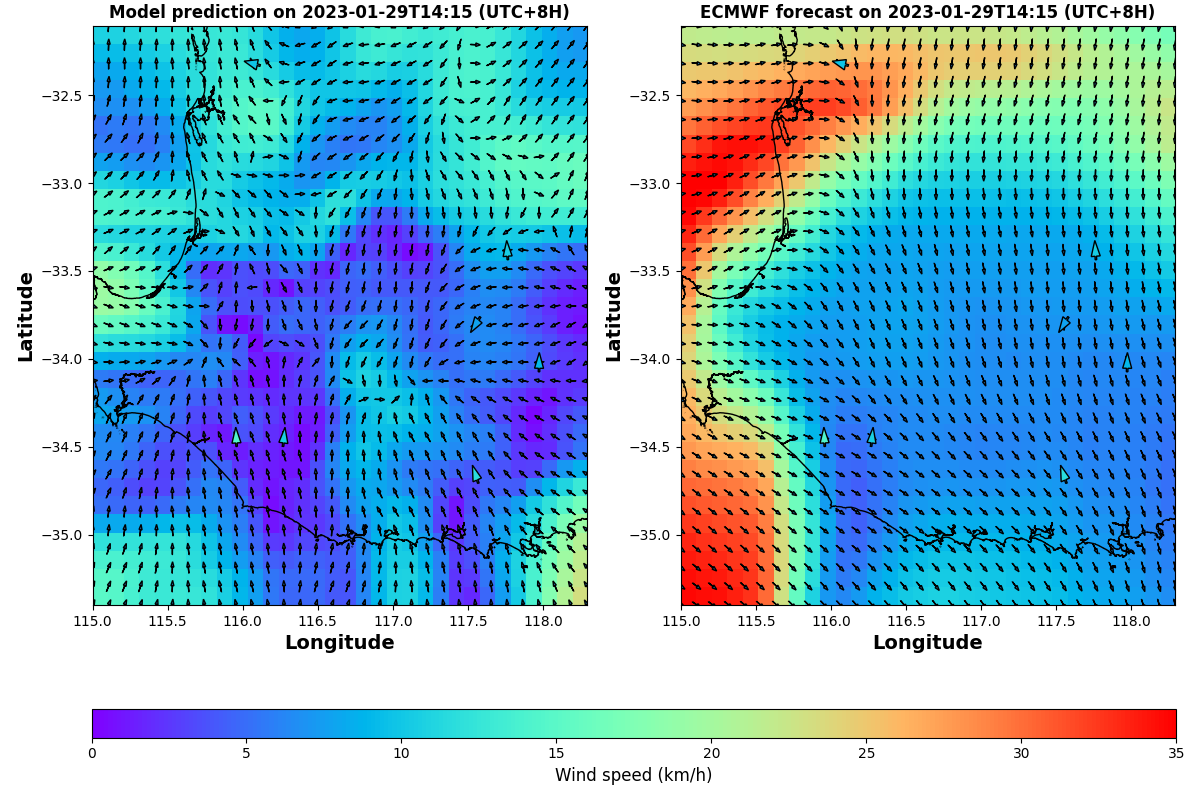 Model prediction on 2023-01-29T14:15 (UTC+8H)
ECMWF forecast on 2023-01-29T14:15 (UTC+8H)
Latitude
−32.5
−33.0
−33.5
−34.0
−34.5
−35.0
115.0 115.5 116.0 116.5 117.0 117.5 118.0
Longitude
Latitude
−32.5
−33.0
−33.5
−34.0
−34.5
−35.0
115.0 115.5 116.0 116.5 117.0 117.5 118.0
Longitude
0 5 10 15 20 25 30 35
Wind speed (km/h)